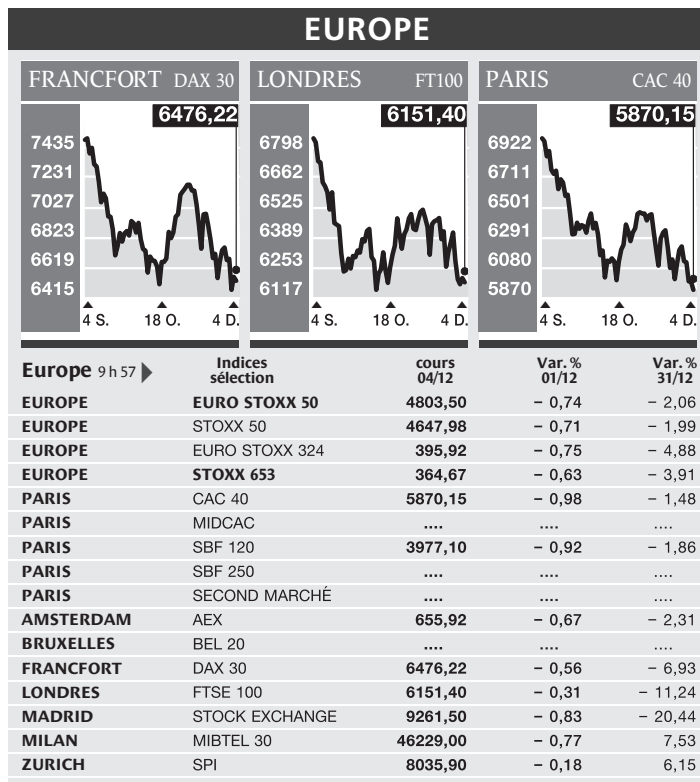 EUROPE
FRANCFORT DAX 30
6476,22
7435
7231
7027
6823
6619
6415
4 S. 18 O. 4 D.
LONDRES FT100
6151,40
6798
6662
6525
6389
6253
6117
4 S. 18 O. 4 D.
PARIS CAC 40
5870,15
6922
6711
6501
6291
6080
5870
4 S. 18 O. 4 D.
Europe 9 h 57 Indices sélection cours 04/12 Var. % 01/12 Var. % 31/12
EUROPE EURO STOXX 50 4803,50 – 0,74 – 2,06
EUROPE STOXX 50 4647,98 – 0,71 – 1,99
EUROPE EURO STOXX 324 395,92 – 0,75 – 4,88
EUROPE STOXX 653 364,67 – 0,63 – 3,91
PARIS CAC 40 5870,15 – 0,98 – 1,48
PARIS MIDCAC .... .... ....
PARIS SBF 120 3977,10 – 0,92 – 1,86
PARIS SBF 250 .... .... ....
PARIS SECOND MARCHÉ .... .... ....
AMSTERDAM AEX 655,92 – 0,67 – 2,31
BRUXELLES BEL 20 .... .... ....
FRANCFORT DAX 30 6476,22 – 0,56 – 6,93
LONDRES FTSE 100 6151,40 – 0,31 – 11,24
MADRID STOCK EXCHANGE 9261,50 – 0,83 – 20,44
MILAN MIBTEL 30 46229,00 – 0,77 7,53
ZURICH SPI 8035,90 – 0,18 6,15